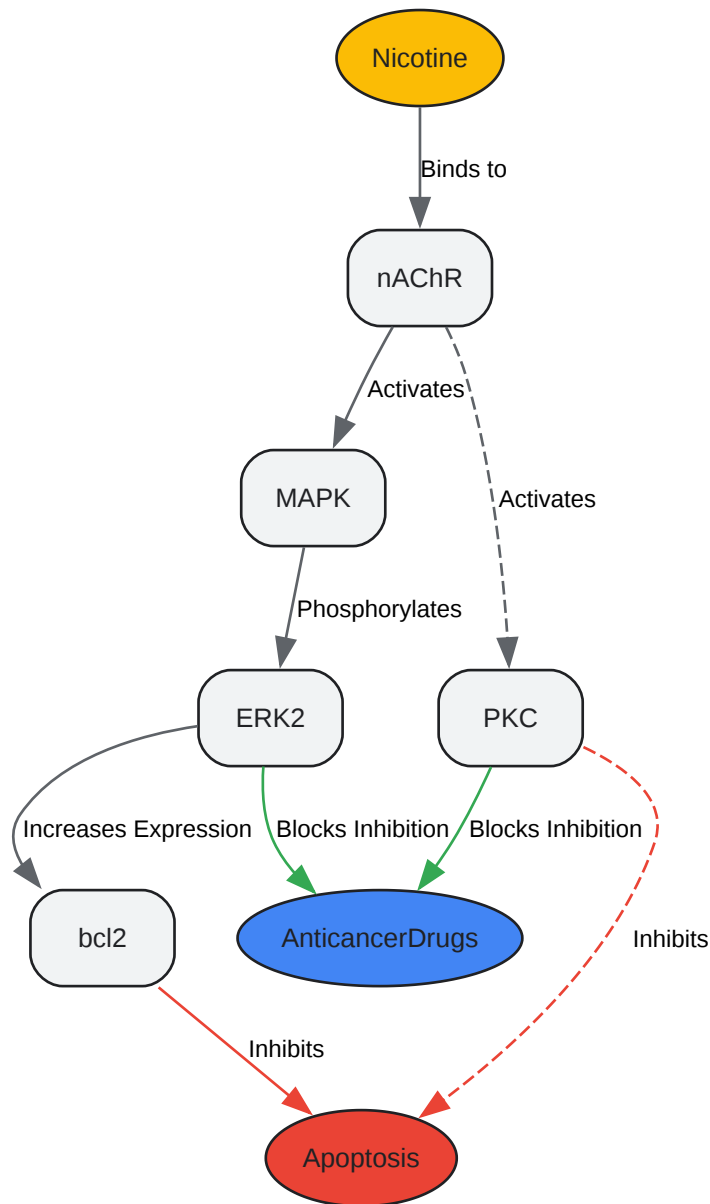 Nicotine
Binds to
nAChR
Activates
MAPK
Activates
Phosphorylates
ERK2
PKC
Increases Expression
Blocks Inhibition
Blocks Inhibition
bcl2
AnticancerDrugs
Inhibits
Inhibits
Apoptosis